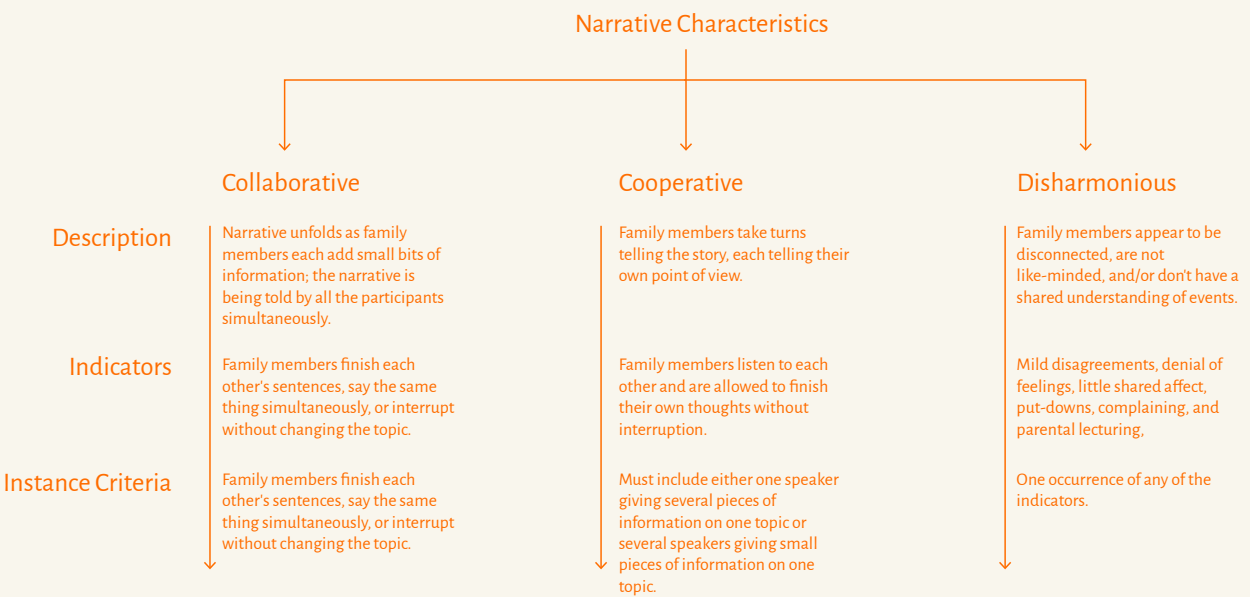 Narrative Characteristics
Collaborative
Cooperative
Disharmonious
Description
Narrative unfolds as family
members each add small bits of
information; the narrative is
being told by all the participants
simultaneously.
Family members take turns
telling the story, each telling their
own point of view.
Family members appear to be
disconnected, are not
like-minded, and/or don't have a
shared understanding of events.
Indicators
Family members finish each
other's sentences, say the same
thing simultaneously, or interrupt
without changing the topic.
Family members listen to each
other and are allowed to finish
their own thoughts without
interruption.
Mild disagreements, denial of
feelings, little shared affect,
put-downs, complaining, and
parental lecturing,
Instance Criteria
Family members finish each
other's sentences, say the same
thing simultaneously, or interrupt
without changing the topic.
Must include either one speaker
giving several pieces of
information on one topic or
several speakers giving small
pieces of information on one
topic.
One occurrence of any of the
indicators.